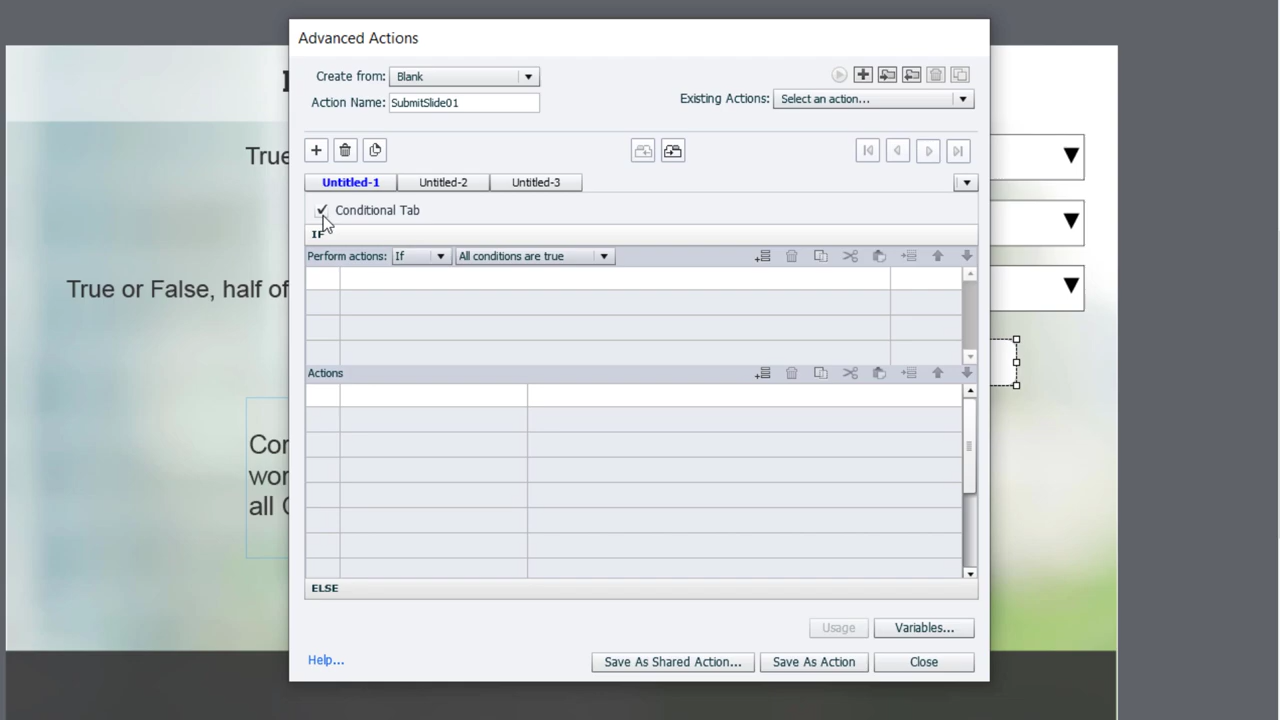 Advanced Actions
Create from: Blank
Action Name: SubmitSlide01
Existing Actions: Select an action...
Untitled-1 Untitled-2 Untitled-3
Conditional Tab
IF
Perform actions: If All conditions are true
Actions
ELSE
Usage Variables...
Help... Save As Shared Action... Save As Action Close
True
True or False, half of
all